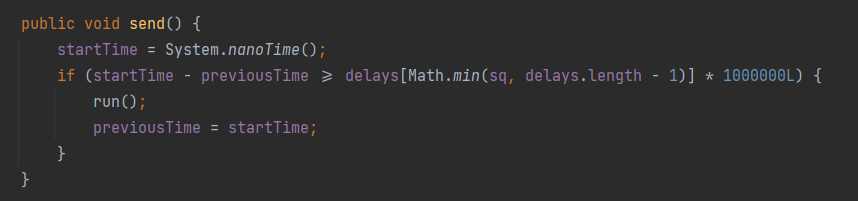 public void send() {
    startTime = System.nanoTime();
    if (startTime - previousTime ⩾ delays[Math.min(sq, delays.length - 1)] * 1000000L) {
        run();
        previousTime = startTime;
    }
}